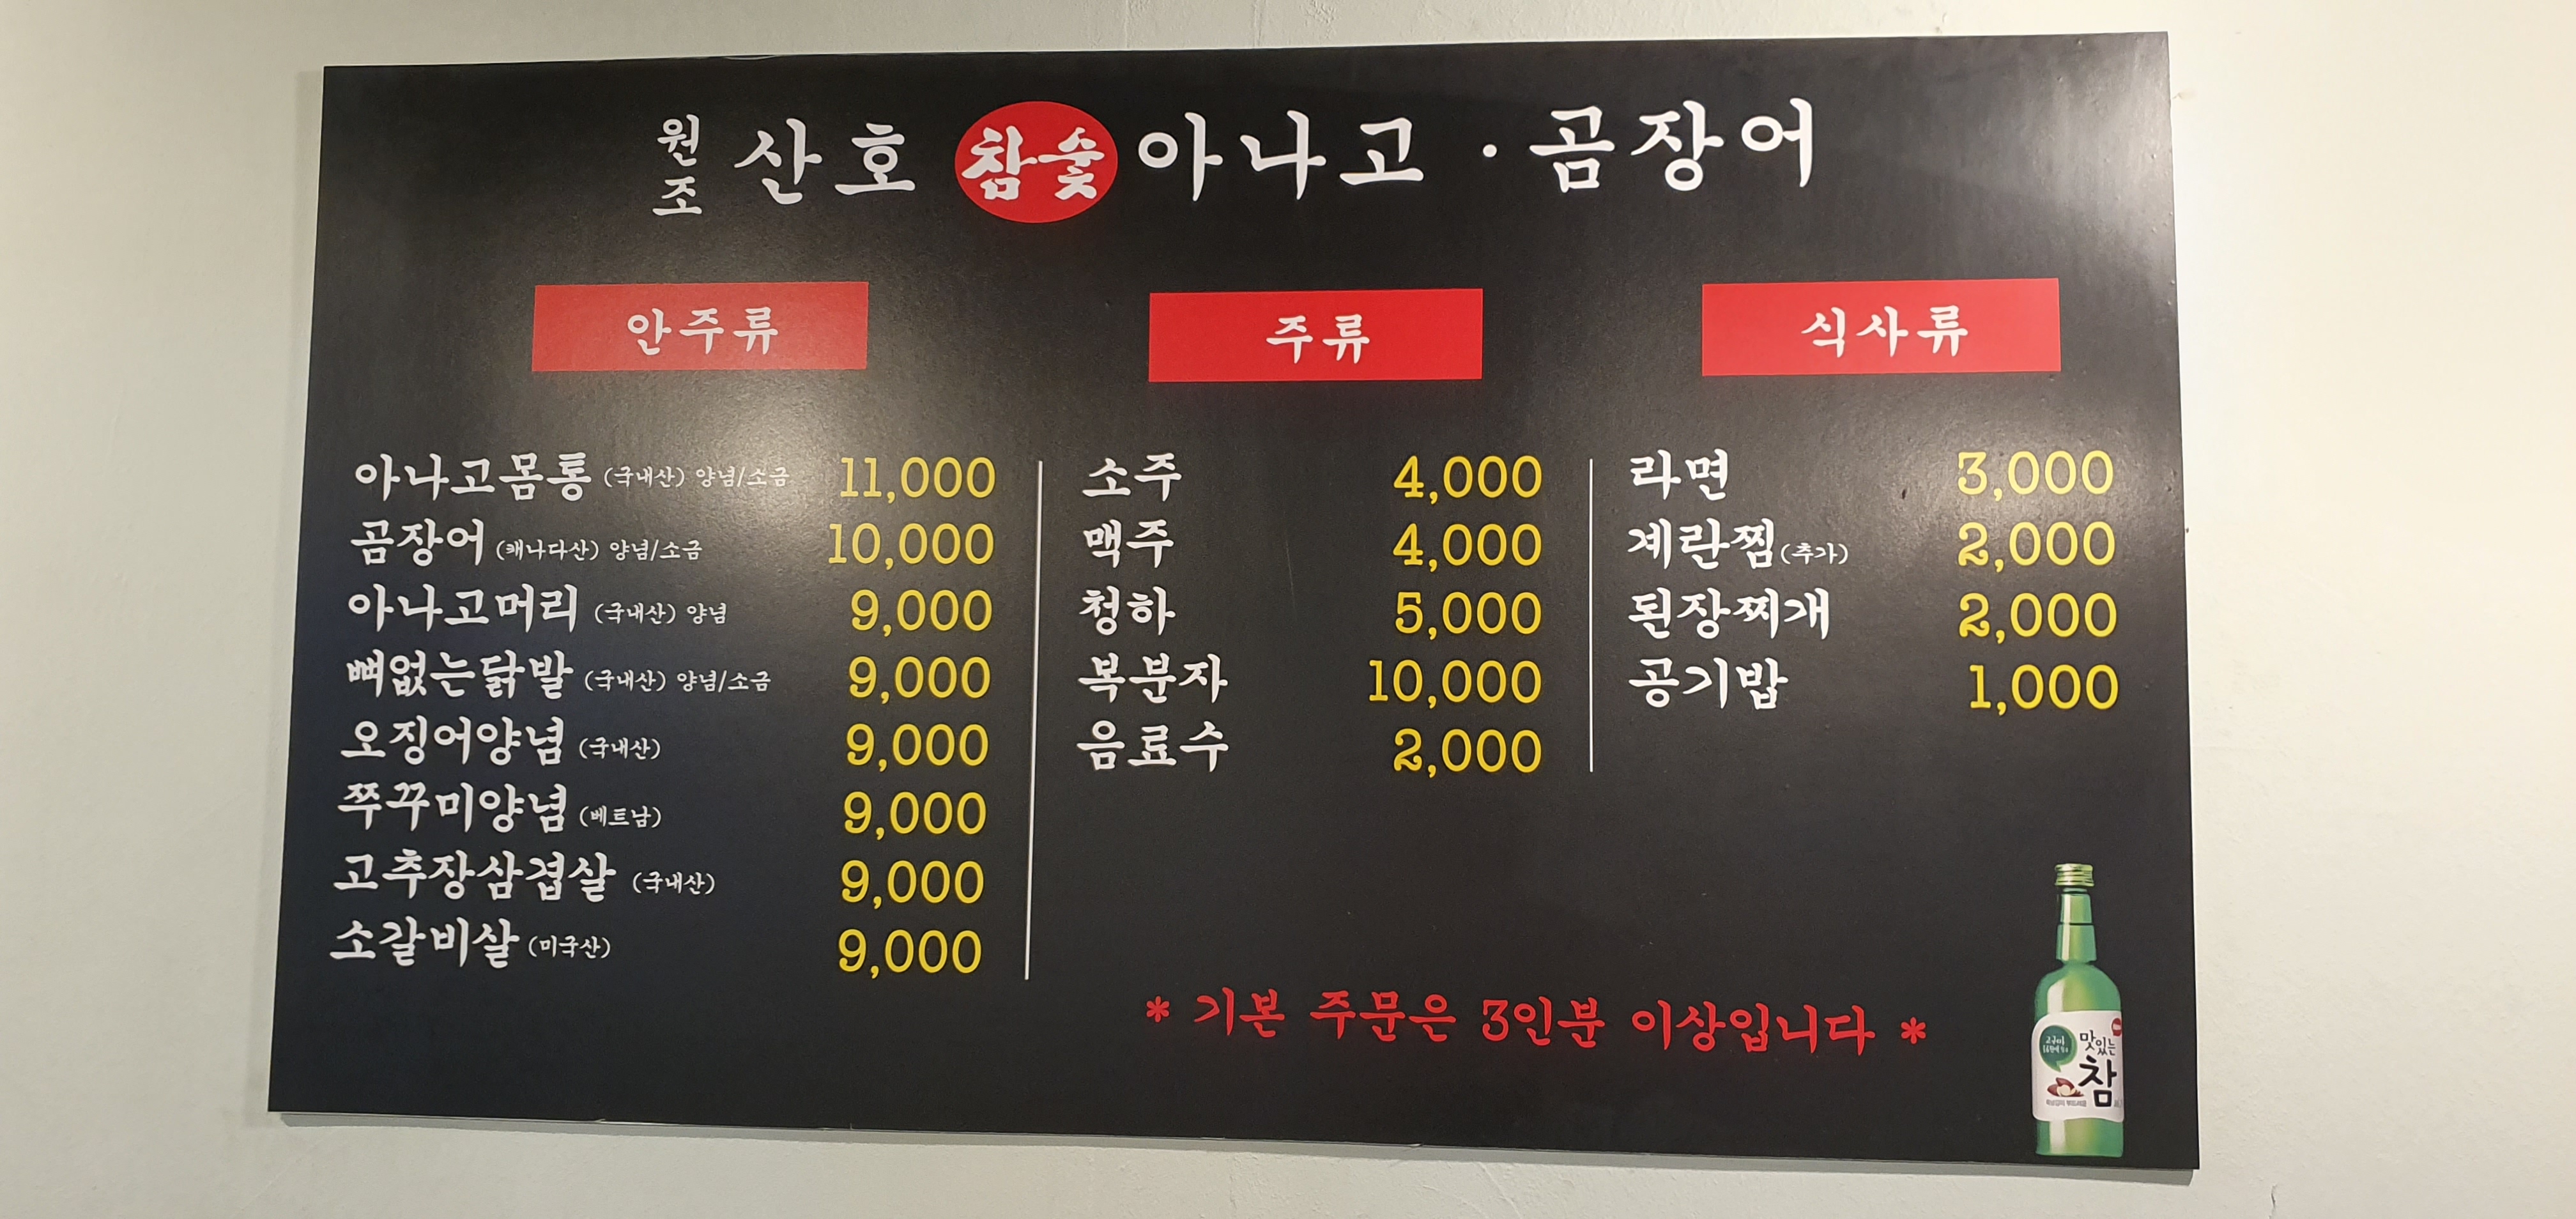 원조 산호 참숯 아나고 · 곰장어
안주류
아나고몸통 (국내산) 양념/소금 11,000
곰장어 (캐나다산) 양념/소금 10,000
아나고머리 (국내산) 양념 9,000
뼈없는닭발 (국내산) 양념/소금 9,000
오징어양념 (국내산) 9,000
쭈꾸미양념 (베트남) 9,000
고추장삼겹살 (국내산) 9,000
소갈비살 (미국산) 9,000
주류
소주 4,000
맥주 4,000
청하 5,000
복분자 10,000
음료수 2,000
식사류
라면 3,000
계란찜 (추가) 2,000
된장찌개 2,000
공기밥 1,000
* 기본 주문은 3인분 이상입니다 *
맛있는
참